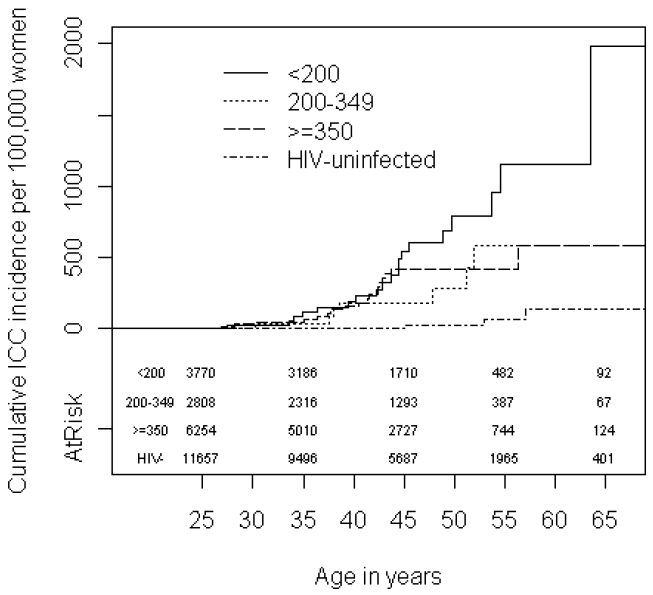 Cumulative ICC incidence per 100,000 women
2000
1000
500
0
AtRisk
<200
200-349
>=350
HIV-uninfected
<200 3770 3186 1710 482 92
200-349 2808 2316 1293 387 67
>=350 6254 5010 2727 744 124
HIV- 11657 9496 5687 1965 401
25 30 35 40 45 50 55 60 65
Age in years